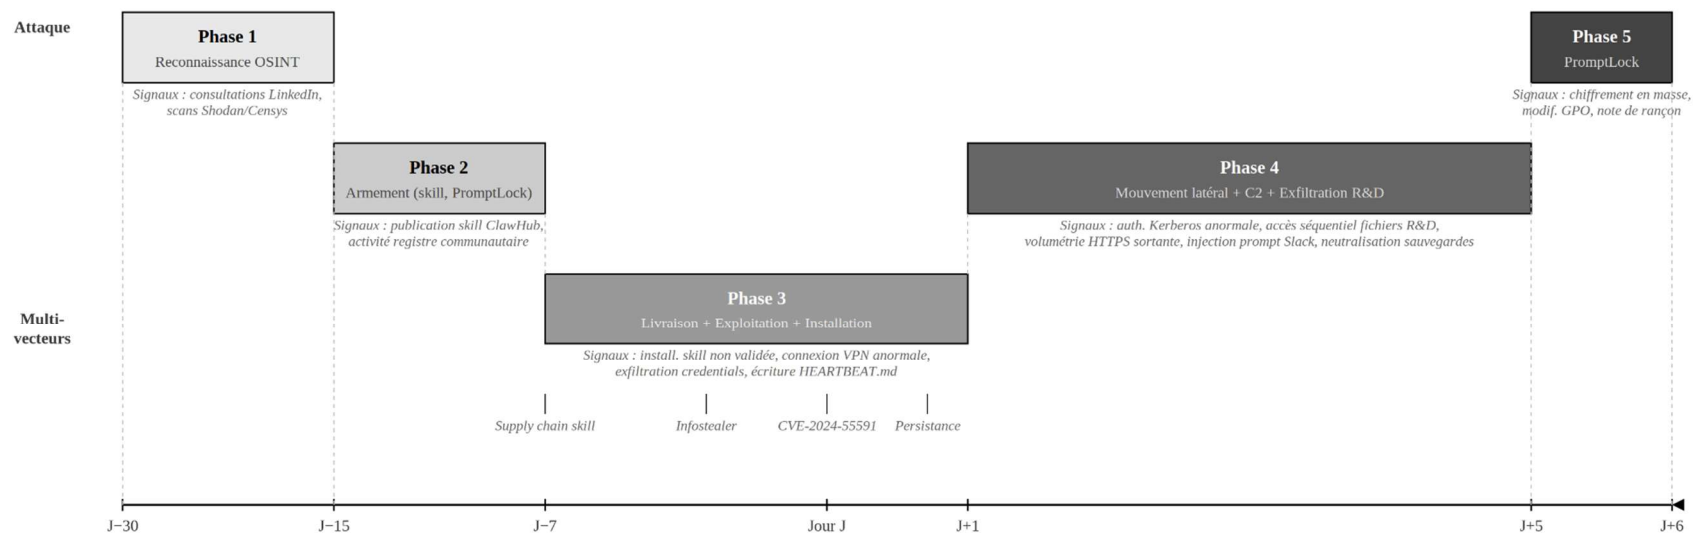 Attaque
Phase 1
Reconnaissance OSINT
Signaux : consultations LinkedIn,
scans Shodan/Censys
Phase 5
PromptLock
Signaux : chiffrement en masse,
modif. GPO, note de rançon
Phase 2
Armement (skill, PromptLock)
Signaux : publication skill ClawHub,
activité registre communautaire
Phase 4
Mouvement latéral + C2 + Exfiltration R&D
Signaux : auth. Kerberos anormale, accès séquentiel fichiers R&D,
volumétrie HTTPS sortante, injection prompt Slack, neutralisation sauvegardes
Multi-
vecteurs
Phase 3
Livraison + Exploitation + Installation
Signaux : install. skill non validée, connexion VPN anormale,
exfiltration credentials, écriture HEARTBEAT.md
Supply chain skill
Infostealer
CVE-2024-55591
Persistance
J−30
J−15
J−7
Jour J
J+1
J+5
J+6